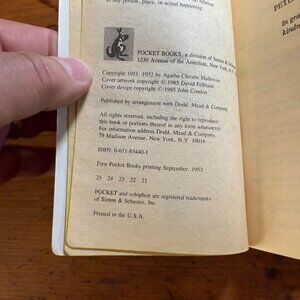 to any person, place, or actual happening.
POCKET BOOKS, a division of Simon &
1230 Avenue of the Americas, New York, N.Y.
Copyright 1951, 1952 by Agatha Christie Mallowan
Cover artwork copyright © 1985 David FeBland
Cover design copyright © 1985 John Condon
Published by arrangement with Dodd, Mead & Company
All rights reserved, including the right to reproduce
this book or portions thereof in any form whatsoever.
For information address Dodd, Mead & Company,
79 Madison Avenue, New York, N.Y. 10016
ISBN: 0-671-83440-1
First Pocket Books printing September, 1953
25 24 23 22 21
POCKET and colophon are registered trademarks
of Simon & Schuster, Inc.
Printed in the U.S.A.
PETE
In gra
kindne